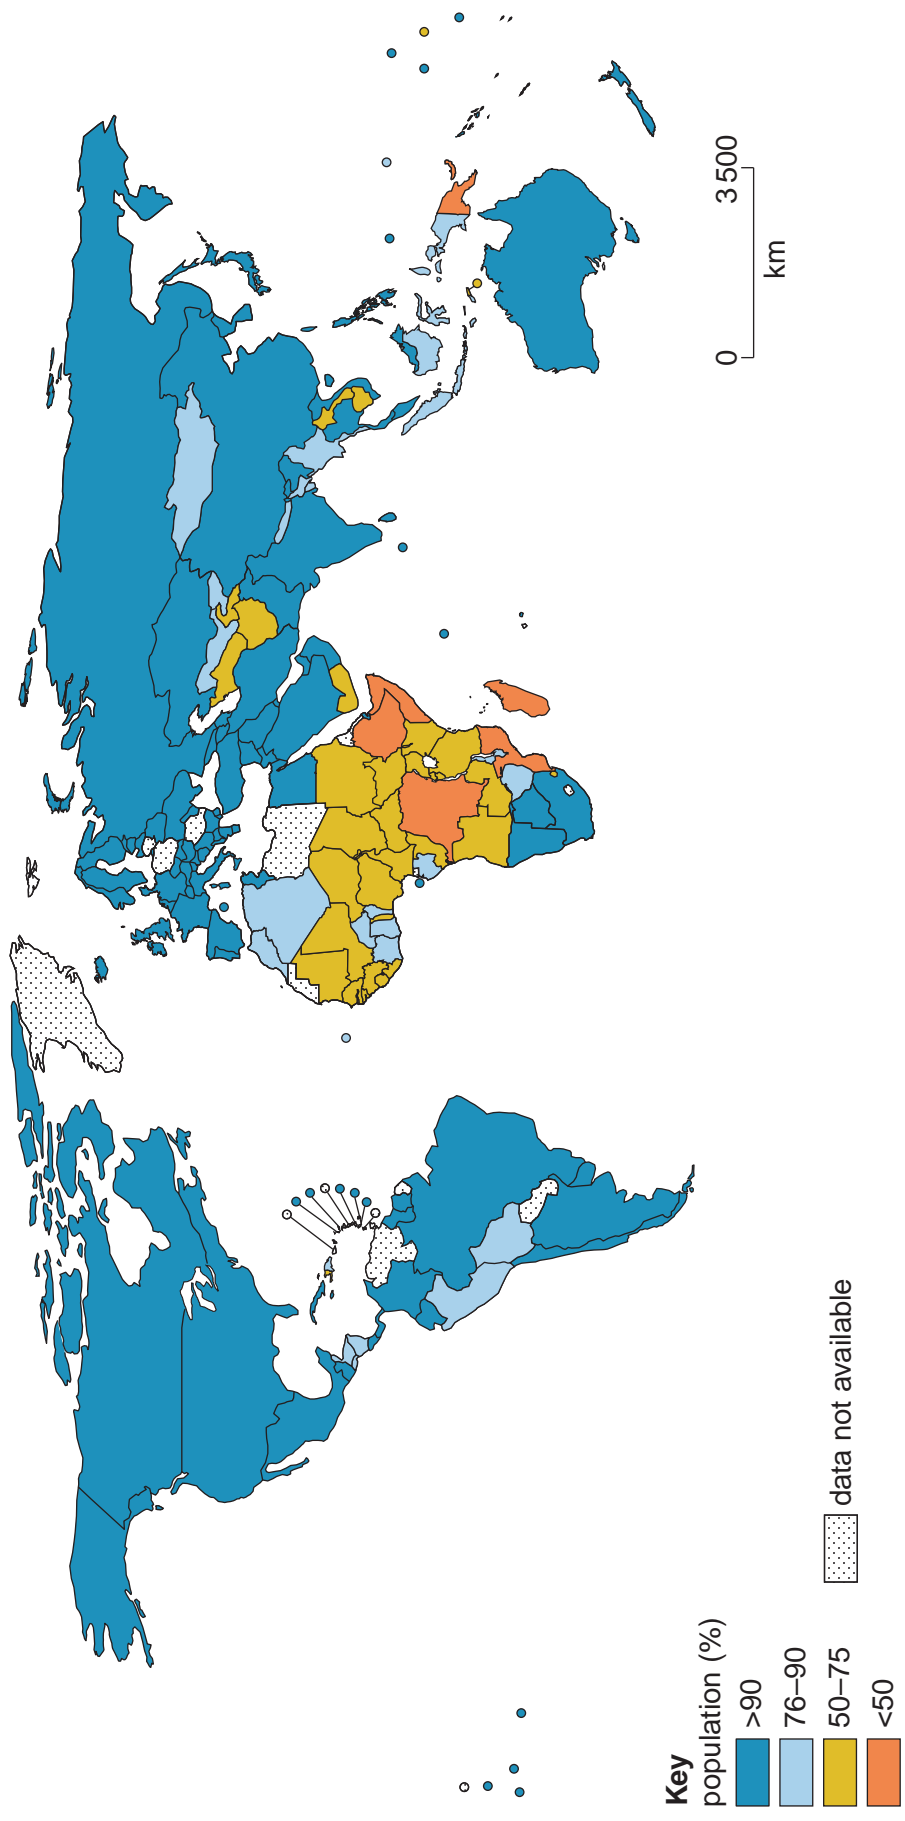 Key
population (%)
>90
76–90
50–75
<50
data not available
0 3500
km